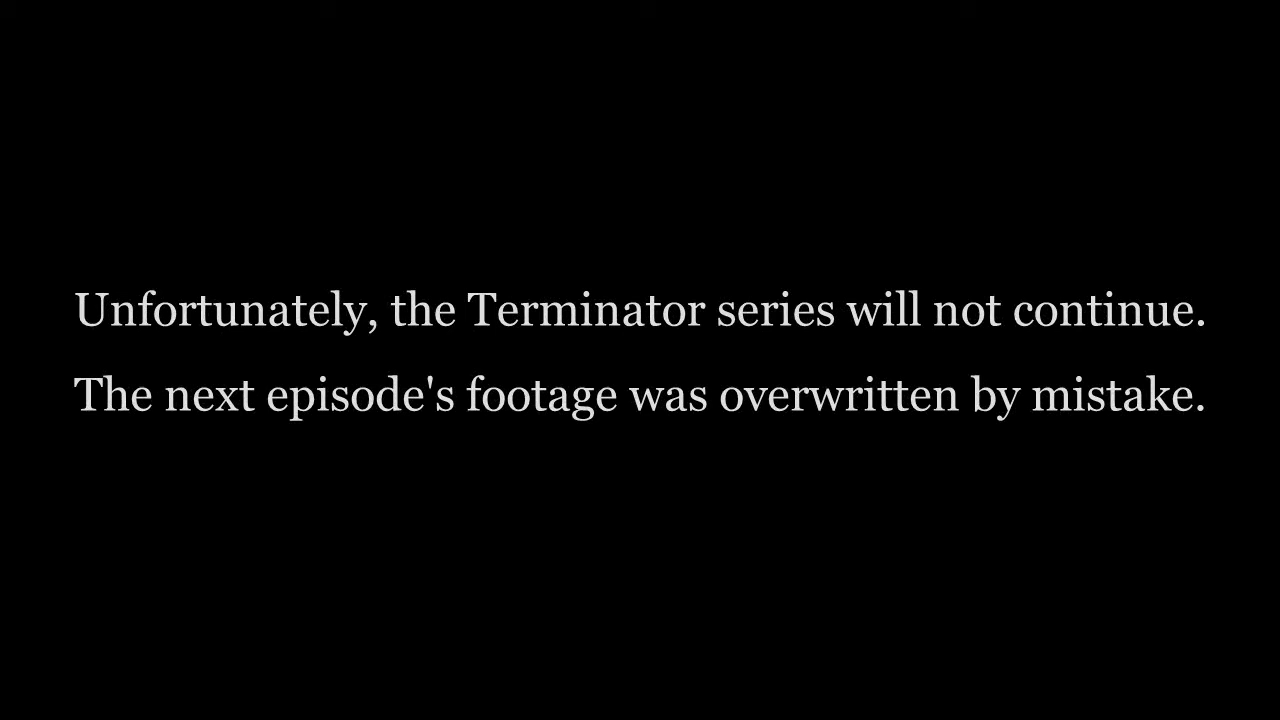 Unfortunately, the Terminator series will not continue.
The next episode's footage was overwritten by mistake.